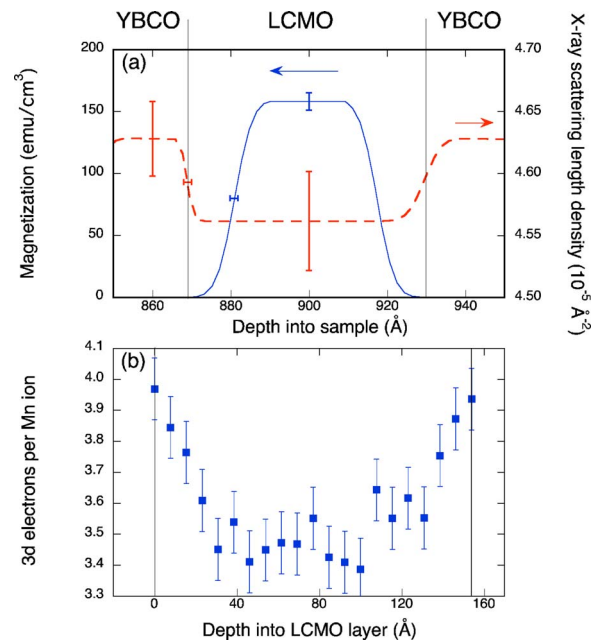 YBCO LCMO YBCO
(a)
200
150
100
50
0
Magnetization (emu/cm³)
4.70
4.65
4.60
4.55
4.50
X-ray scattering length density (10⁻⁵ Å⁻²)
860 880 900 920 940
Depth into sample (Å)
(b)
4.1
4.0
3.9
3.8
3.7
3.6
3.5
3.4
3.3
3d electrons per Mn ion
0 40 80 120 160
Depth into LCMO layer (Å)